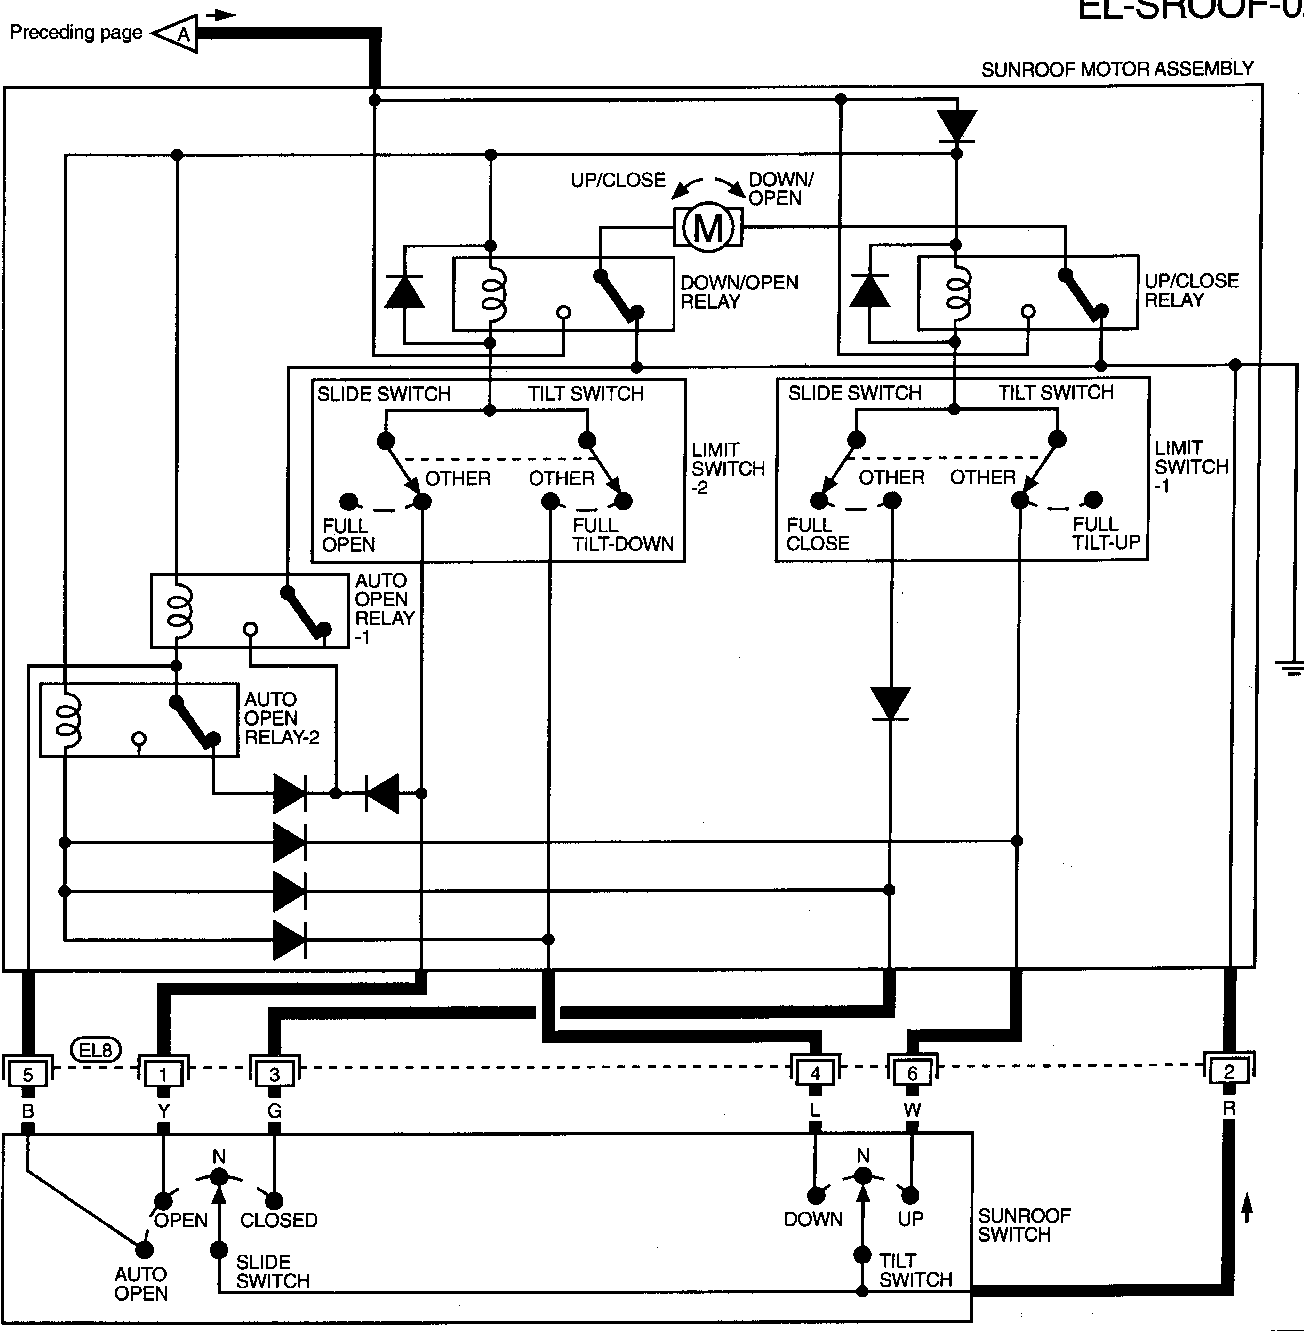 EL-SROOF-0
Preceding page
A
SUNROOF MOTOR ASSEMBLY
UP/CLOSE
DOWN/
OPEN
M
DOWN/OPEN
RELAY
UP/CLOSE
RELAY
SLIDE SWITCH
TILT SWITCH
OTHER
OTHER
FULL
OPEN
FULL
TILT-DOWN
LIMIT
SWITCH
-2
SLIDE SWITCH
TILT SWITCH
OTHER
OTHER
FULL
CLOSE
FULL
TILT-UP
LIMIT
SWITCH
-1
AUTO
OPEN
RELAY
-1
AUTO
OPEN
RELAY-2
EL8
5
1
3
4
6
2
B
Y
G
L
W
R
N
OPEN
CLOSED
AUTO
OPEN
SLIDE
SWITCH
N
DOWN
UP
TILT
SWITCH
SUNROOF
SWITCH